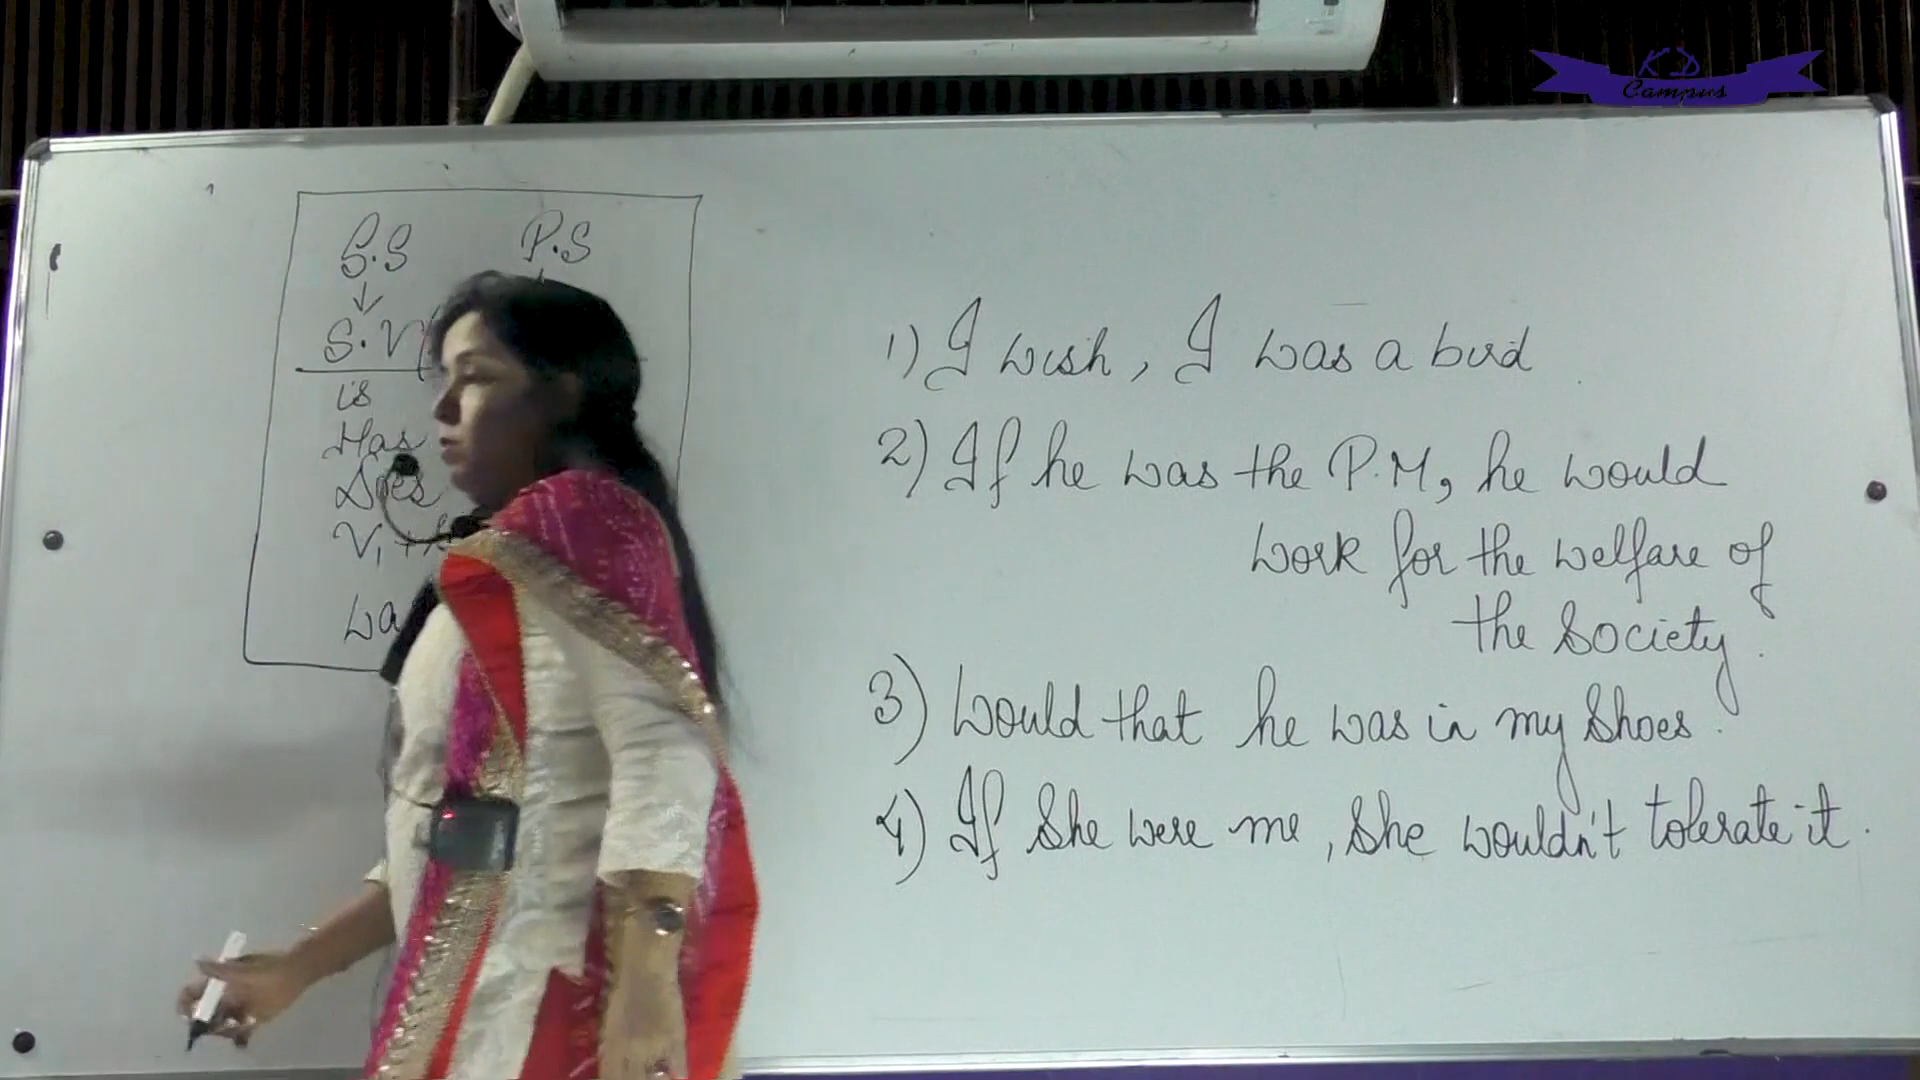 K D
Campus
S.S P.S
S.V(
is
Has
Does
V1 +
1) I wish, I was a bird
2) If he was the P.M, he would
work for the welfare of
the society.
3) Would that he was in my shoes.
4) If she were me, she wouldn't tolerate it.